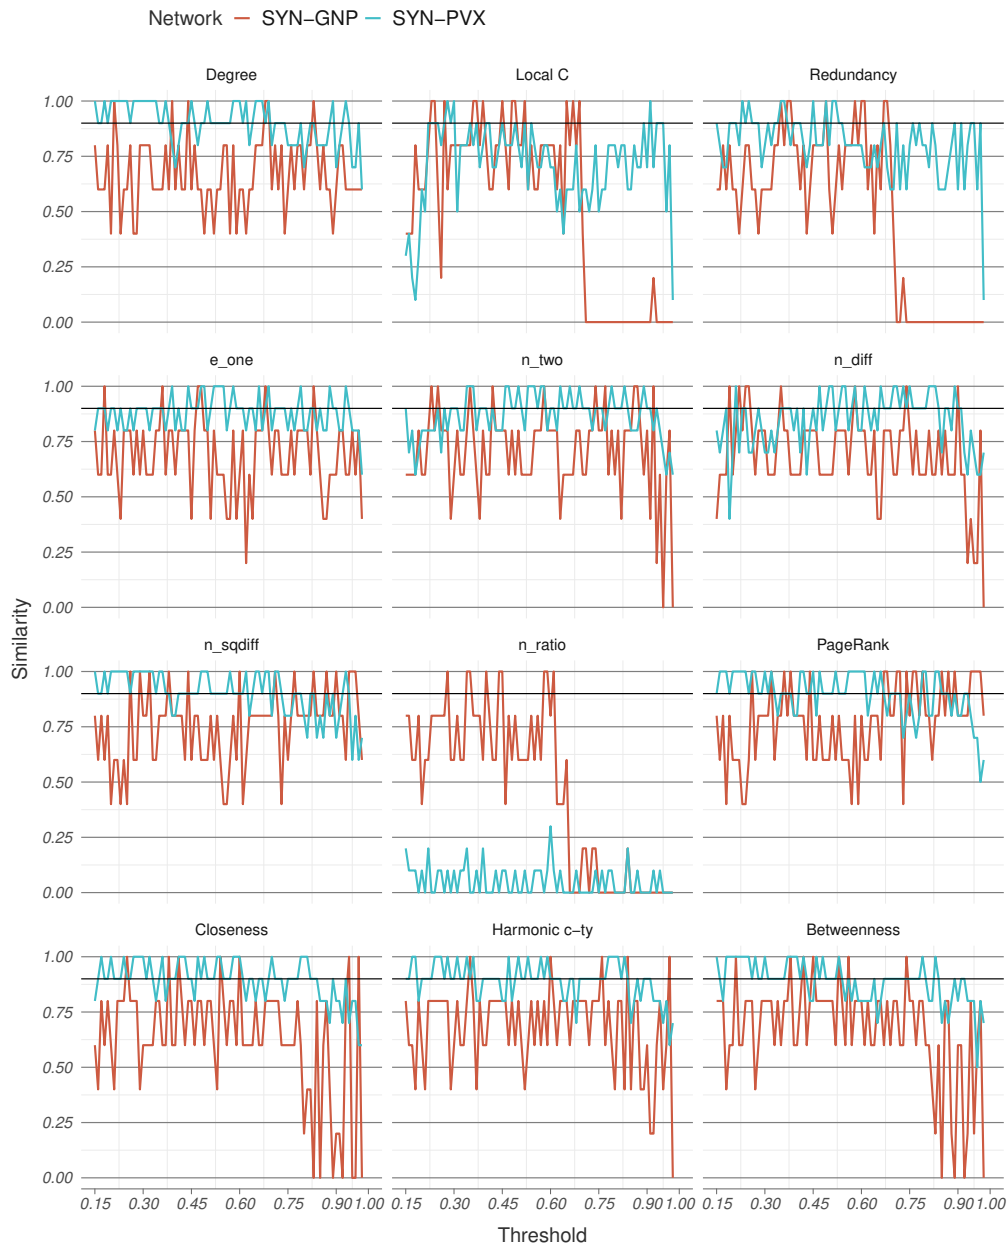 Network SYN−GNP SYN−PVX
Degree Local C Redundancy
1.00
0.75
0.50
0.25
0.00
e_one n_two n_diff
1.00
0.75
0.50
0.25
0.00
n_sqdiff n_ratio PageRank
1.00
0.75
0.50
0.25
0.00
Closeness Harmonic c−ty Betweenness
1.00
0.75
0.50
0.25
0.00
0.15 0.30 0.45 0.60 0.75 0.90 1.00 0.15 0.30 0.45 0.60 0.75 0.90 1.00 0.15 0.30 0.45 0.60 0.75 0.90 1.00
Similarity
Threshold